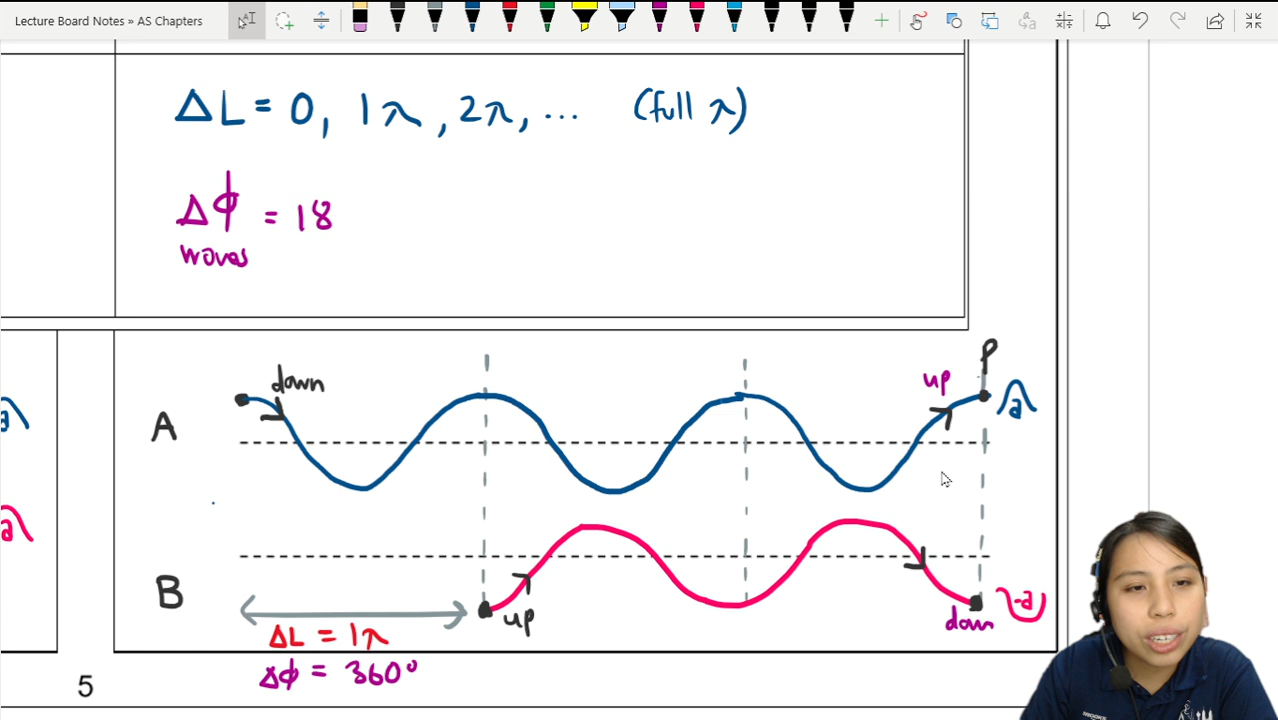 Lecture Board Notes » AS Chapters
ΔL = 0, 1λ, 2λ, ... (full λ)
Δϕ = 18
waves
P
down
up
A
a
a
B
-a
a
up
down
ΔL = 1λ
Δϕ = 360°
5